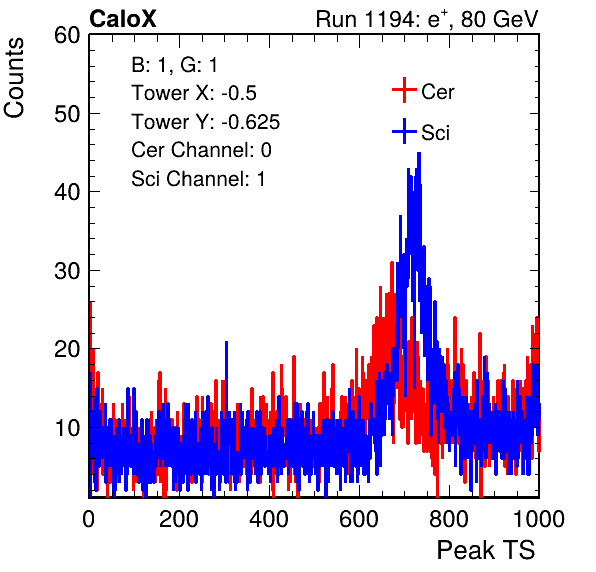 CaloX Run 1194: e⁺, 80 GeV
Counts
60
50
40
30
20
10
B: 1, G: 1
Tower X: -0.5
Tower Y: -0.625
Cer Channel: 0
Sci Channel: 1
Cer
Sci
0 200 400 600 800 1000
Peak TS